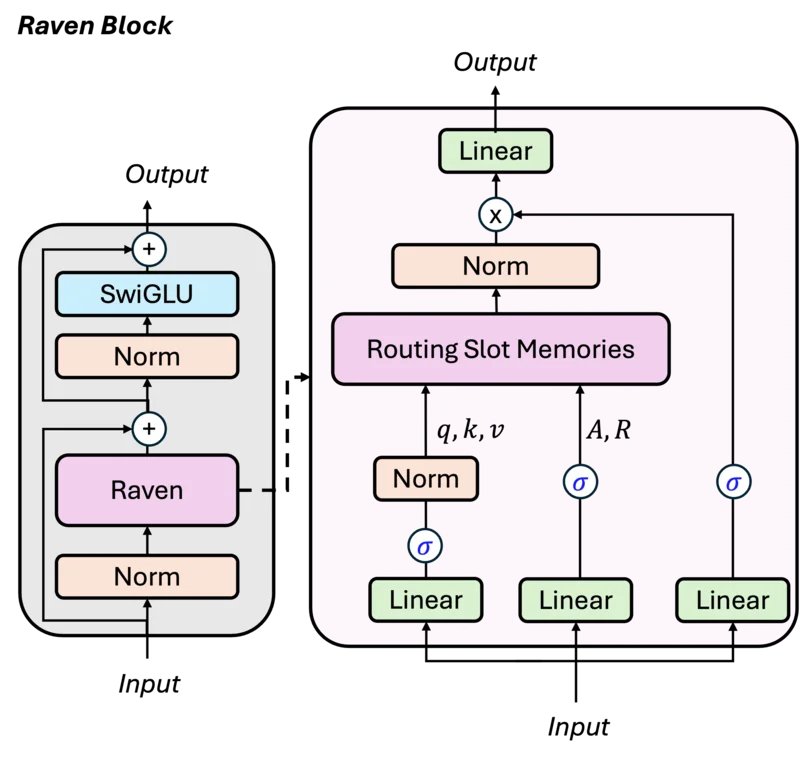 Raven Block
Output
+
SwiGLU
Norm
+
Raven
Norm
Input
Output
Linear
x
Norm
Routing Slot Memories
q, k, v
A, R
Norm
σ
σ
σ
Linear
Linear
Linear
Input